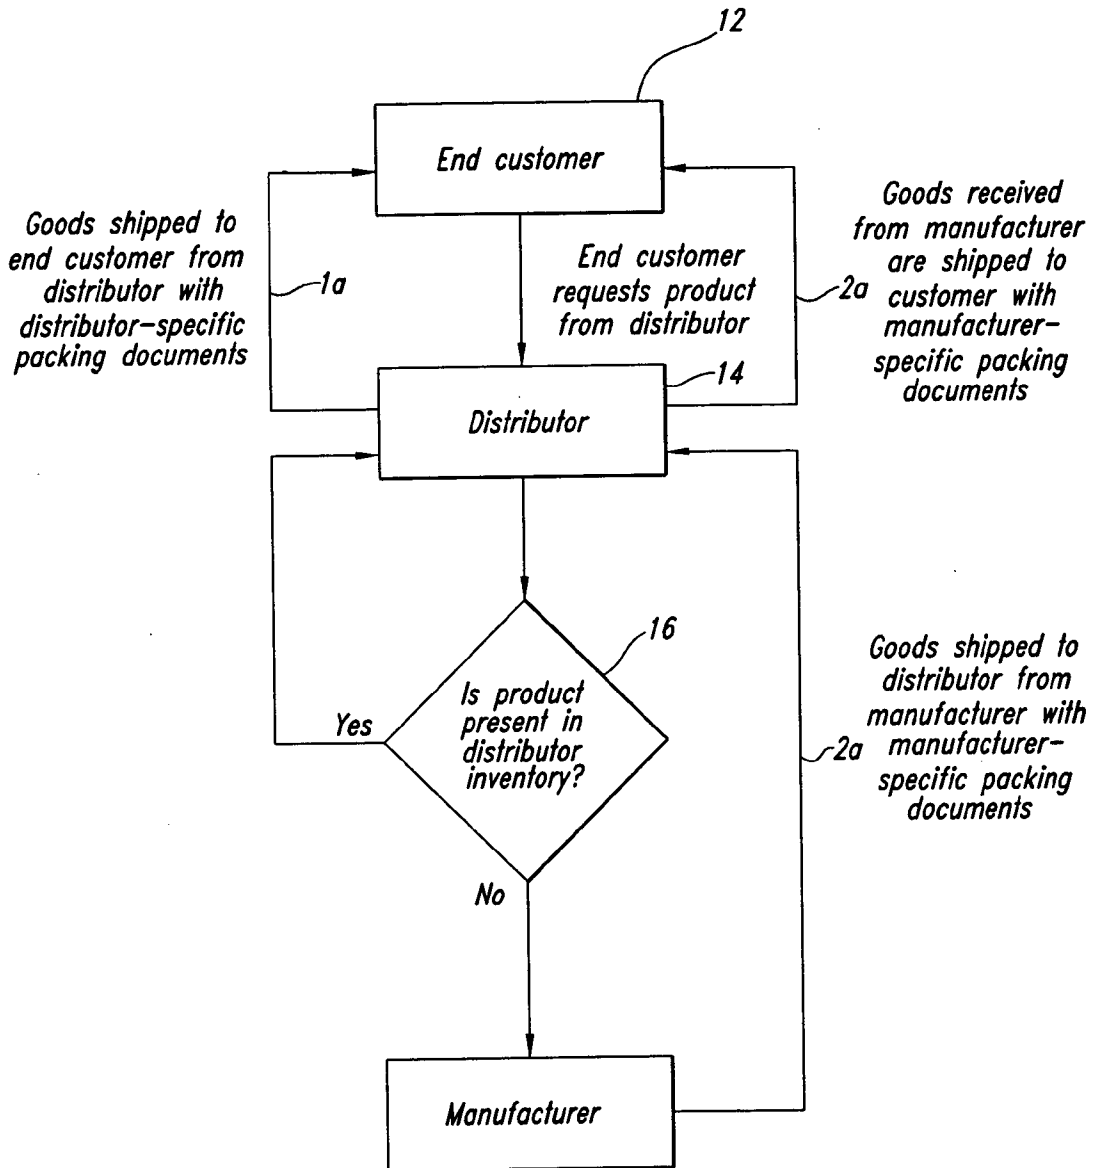 12
End customer
Goods shipped to
end customer from
distributor with
distributor-specific
packing documents
1a
End customer
requests product
from distributor
2a
Goods received
from manufacturer
are shipped to
customer with
manufacturer-
specific packing
documents
14
Distributor
16
Is product
present in
distributor
inventory?
Yes
No
2a
Goods shipped to
distributor from
manufacturer with
manufacturer-
specific packing
documents
Manufacturer